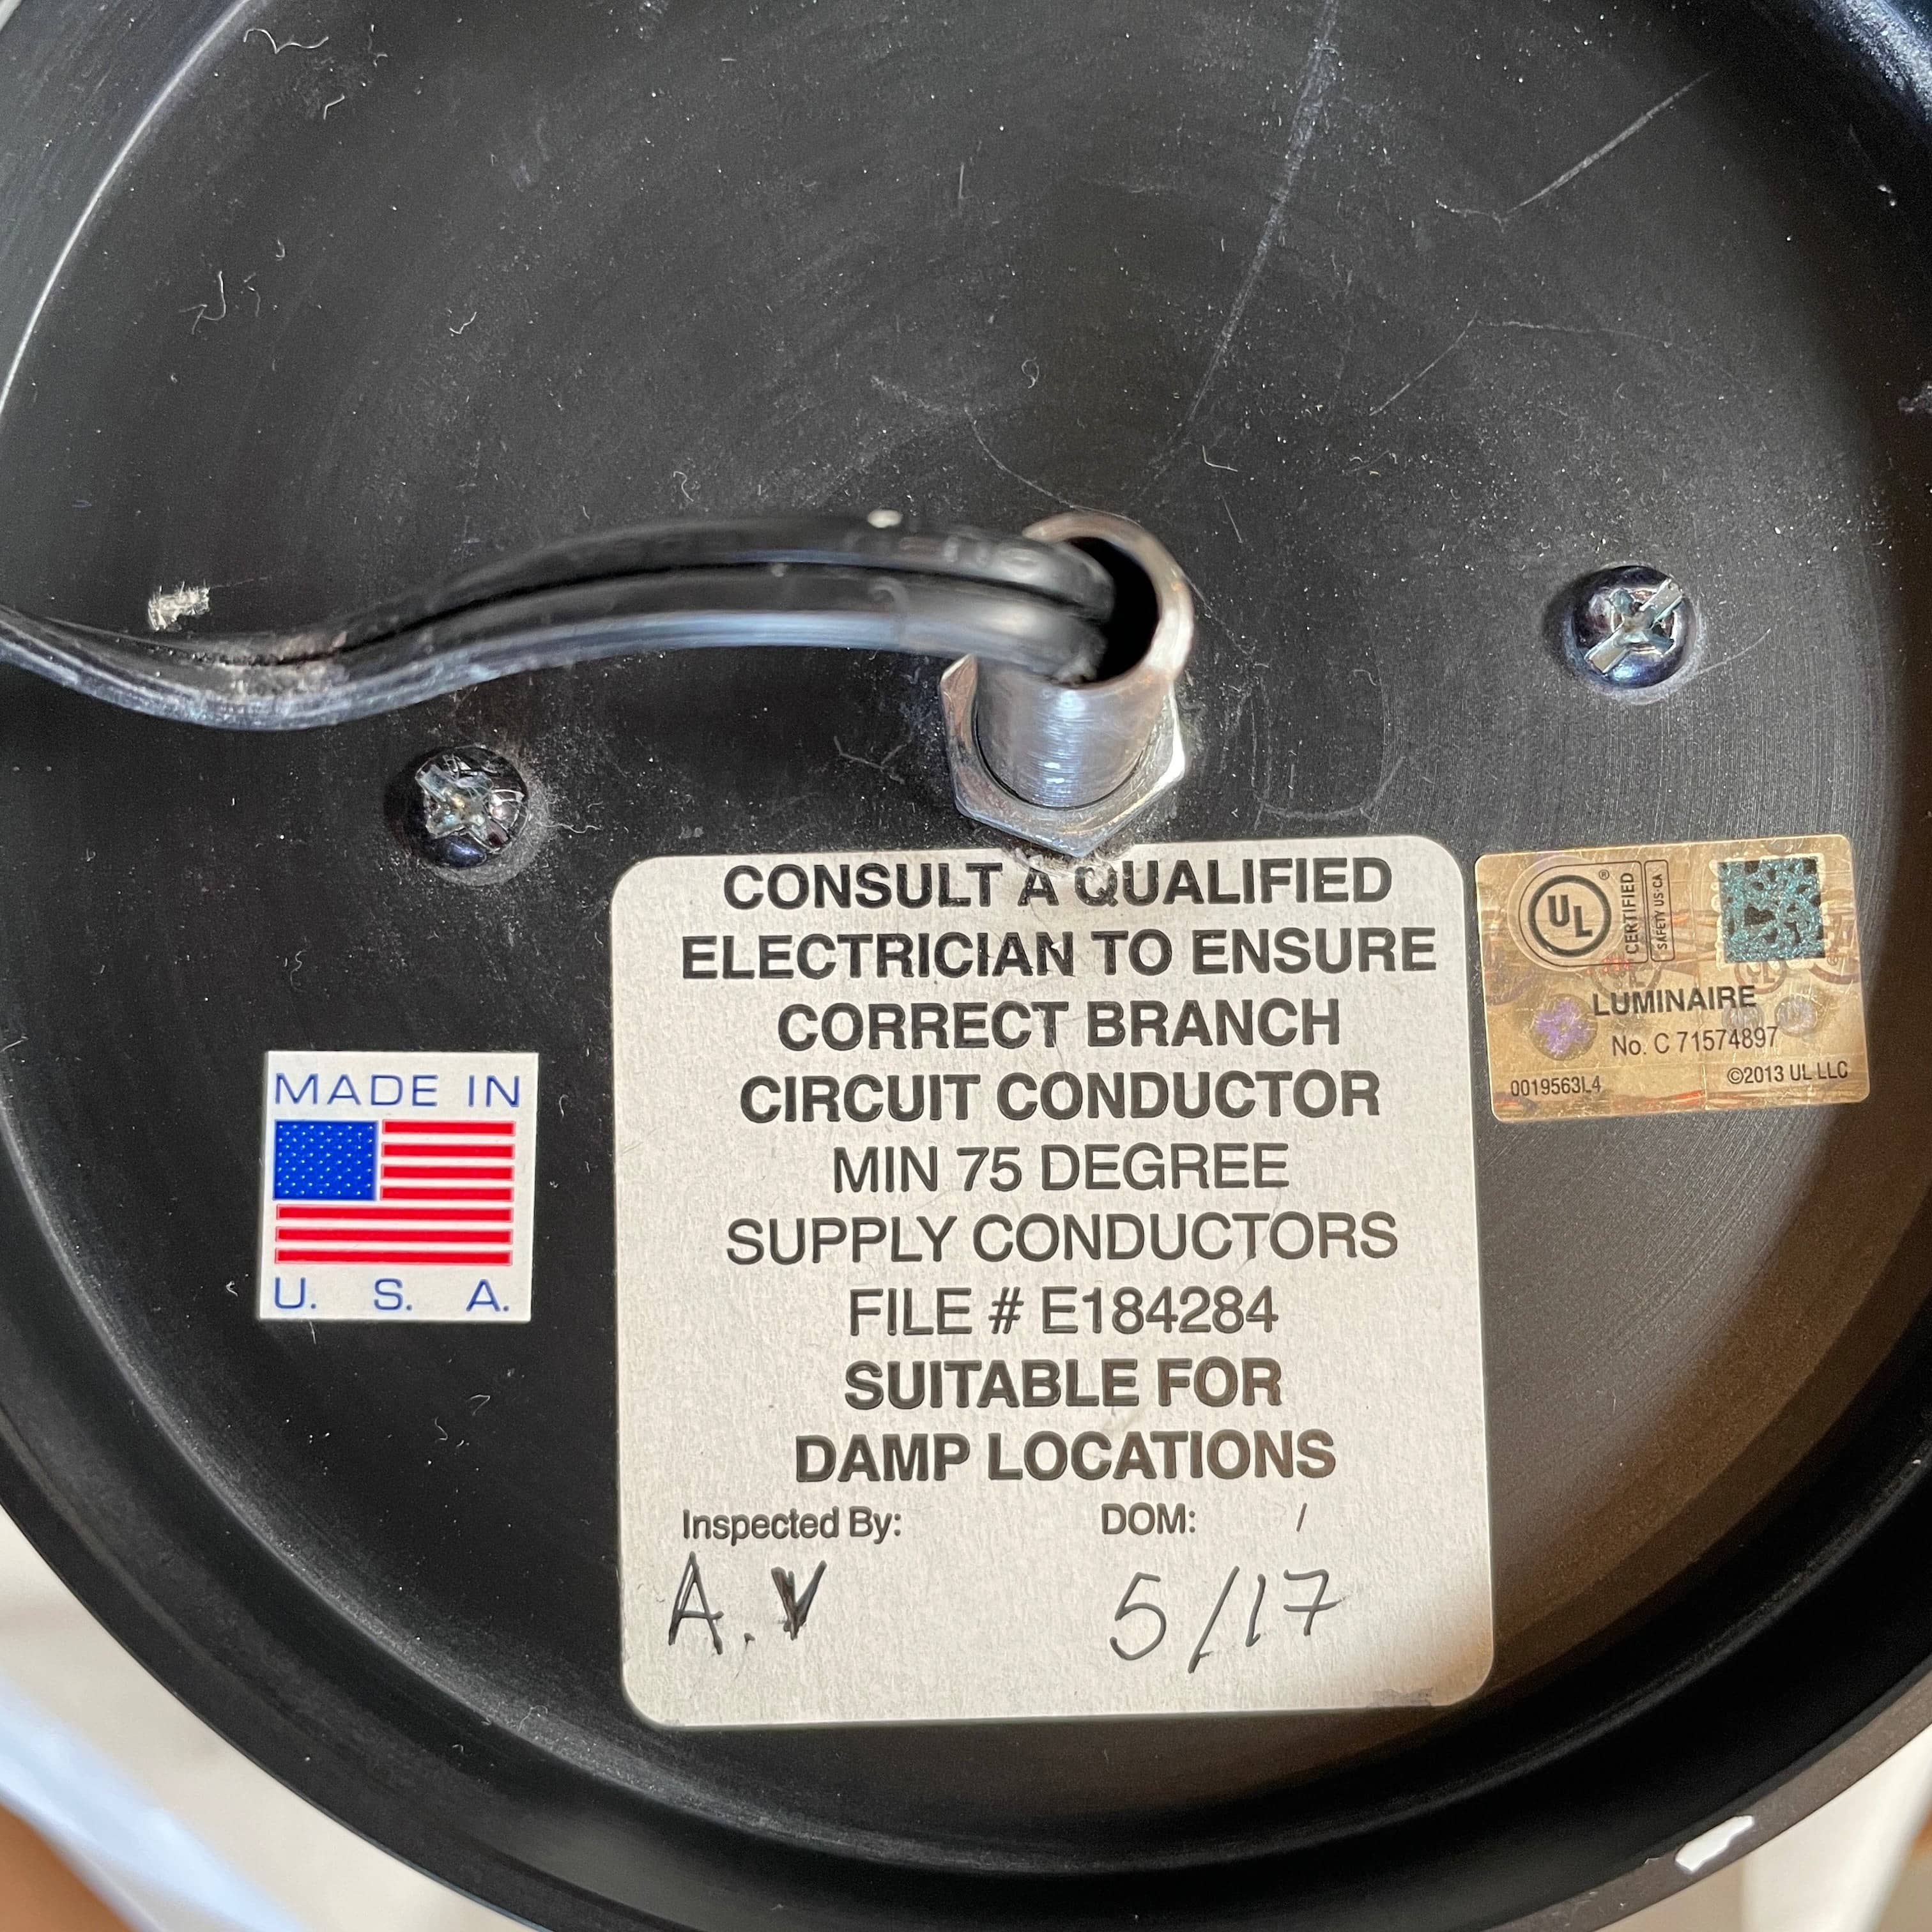 CONSULT A QUALIFIED
ELECTRICIAN TO ENSURE
CORRECT BRANCH
CIRCUIT CONDUCTOR
MIN 75 DEGREE
SUPPLY CONDUCTORS
FILE # E184284
SUITABLE FOR
DAMP LOCATIONS
Inspected By: DOM: /
A.V 5/17
MADE IN
U. S. A.
UL ®
CERTIFIED
SAFETY US·CA
LUMINAIRE
No. C 71574897
0019563L4 ©2013 UL LLC